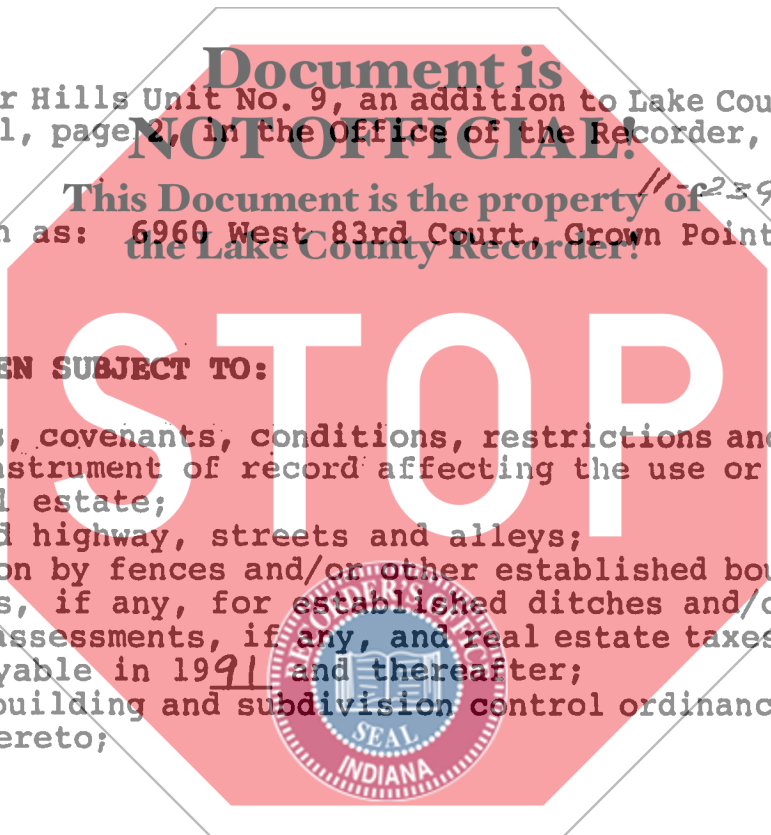 Document is
r Hills Unit No. 9, an addition to Lake Cou
1, page 2, in the Office of the Recorder,
NOT OFFICIAL!
This Document is the property of
n as: 6960 West 83rd Court, Crown Point
the Lake County Recorder!
EN SUBJECT TO:
STOP
s, covenants, conditions, restrictions and
nstrument of record affecting the use or
l estate;
d highway, streets and alleys;
on by fences and/or other established bou
s, if any, for established ditches and/o
assessments, if any, and real estate taxes
yable in 1991 and thereafter;
building and subdivision control ordinanc
ereto;
RECORDER'S OFFICE
SEAL
INDIANA